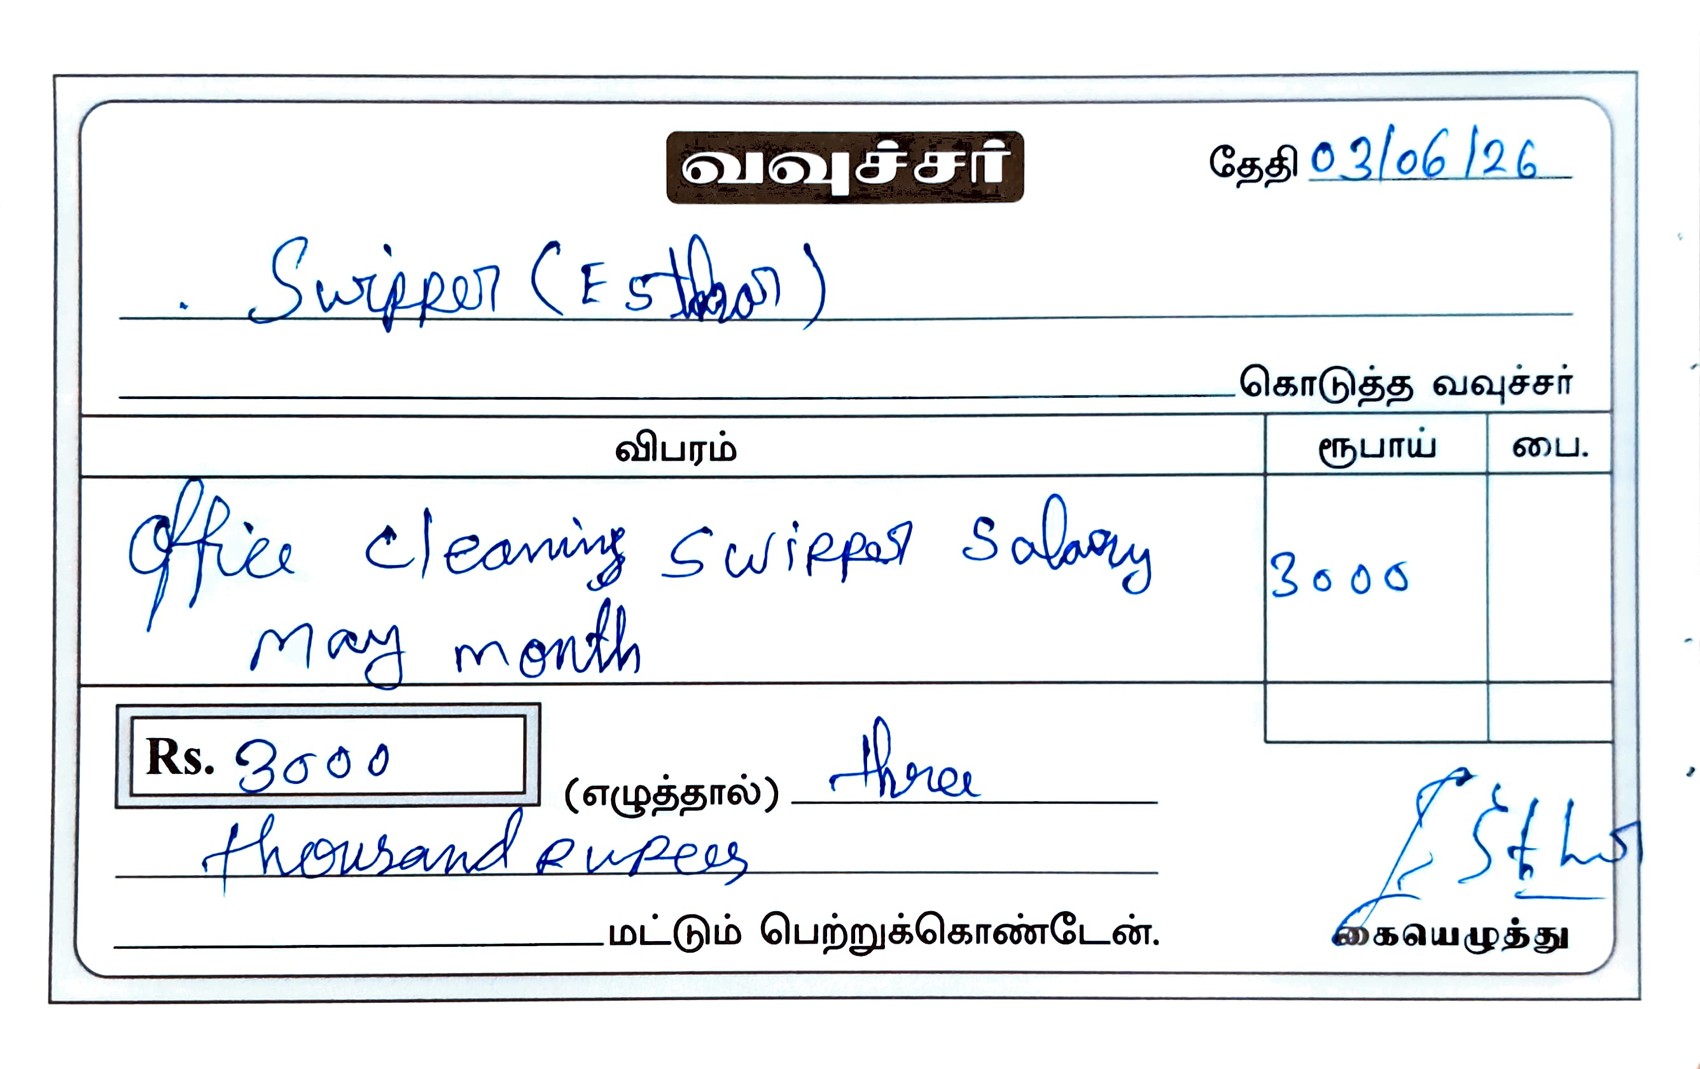 வவுச்சர்
தேதி 03/06/26
Swipper (Esthar)
கொடுத்த வவுச்சர்
விபரம் ரூபாய் பை.
Office cleaning swipper salary 3000
may month
Rs. 3000 (எழுத்தால்) three
thousand rupees
மட்டும் பெற்றுக்கொண்டேன்.
கையெழுத்து